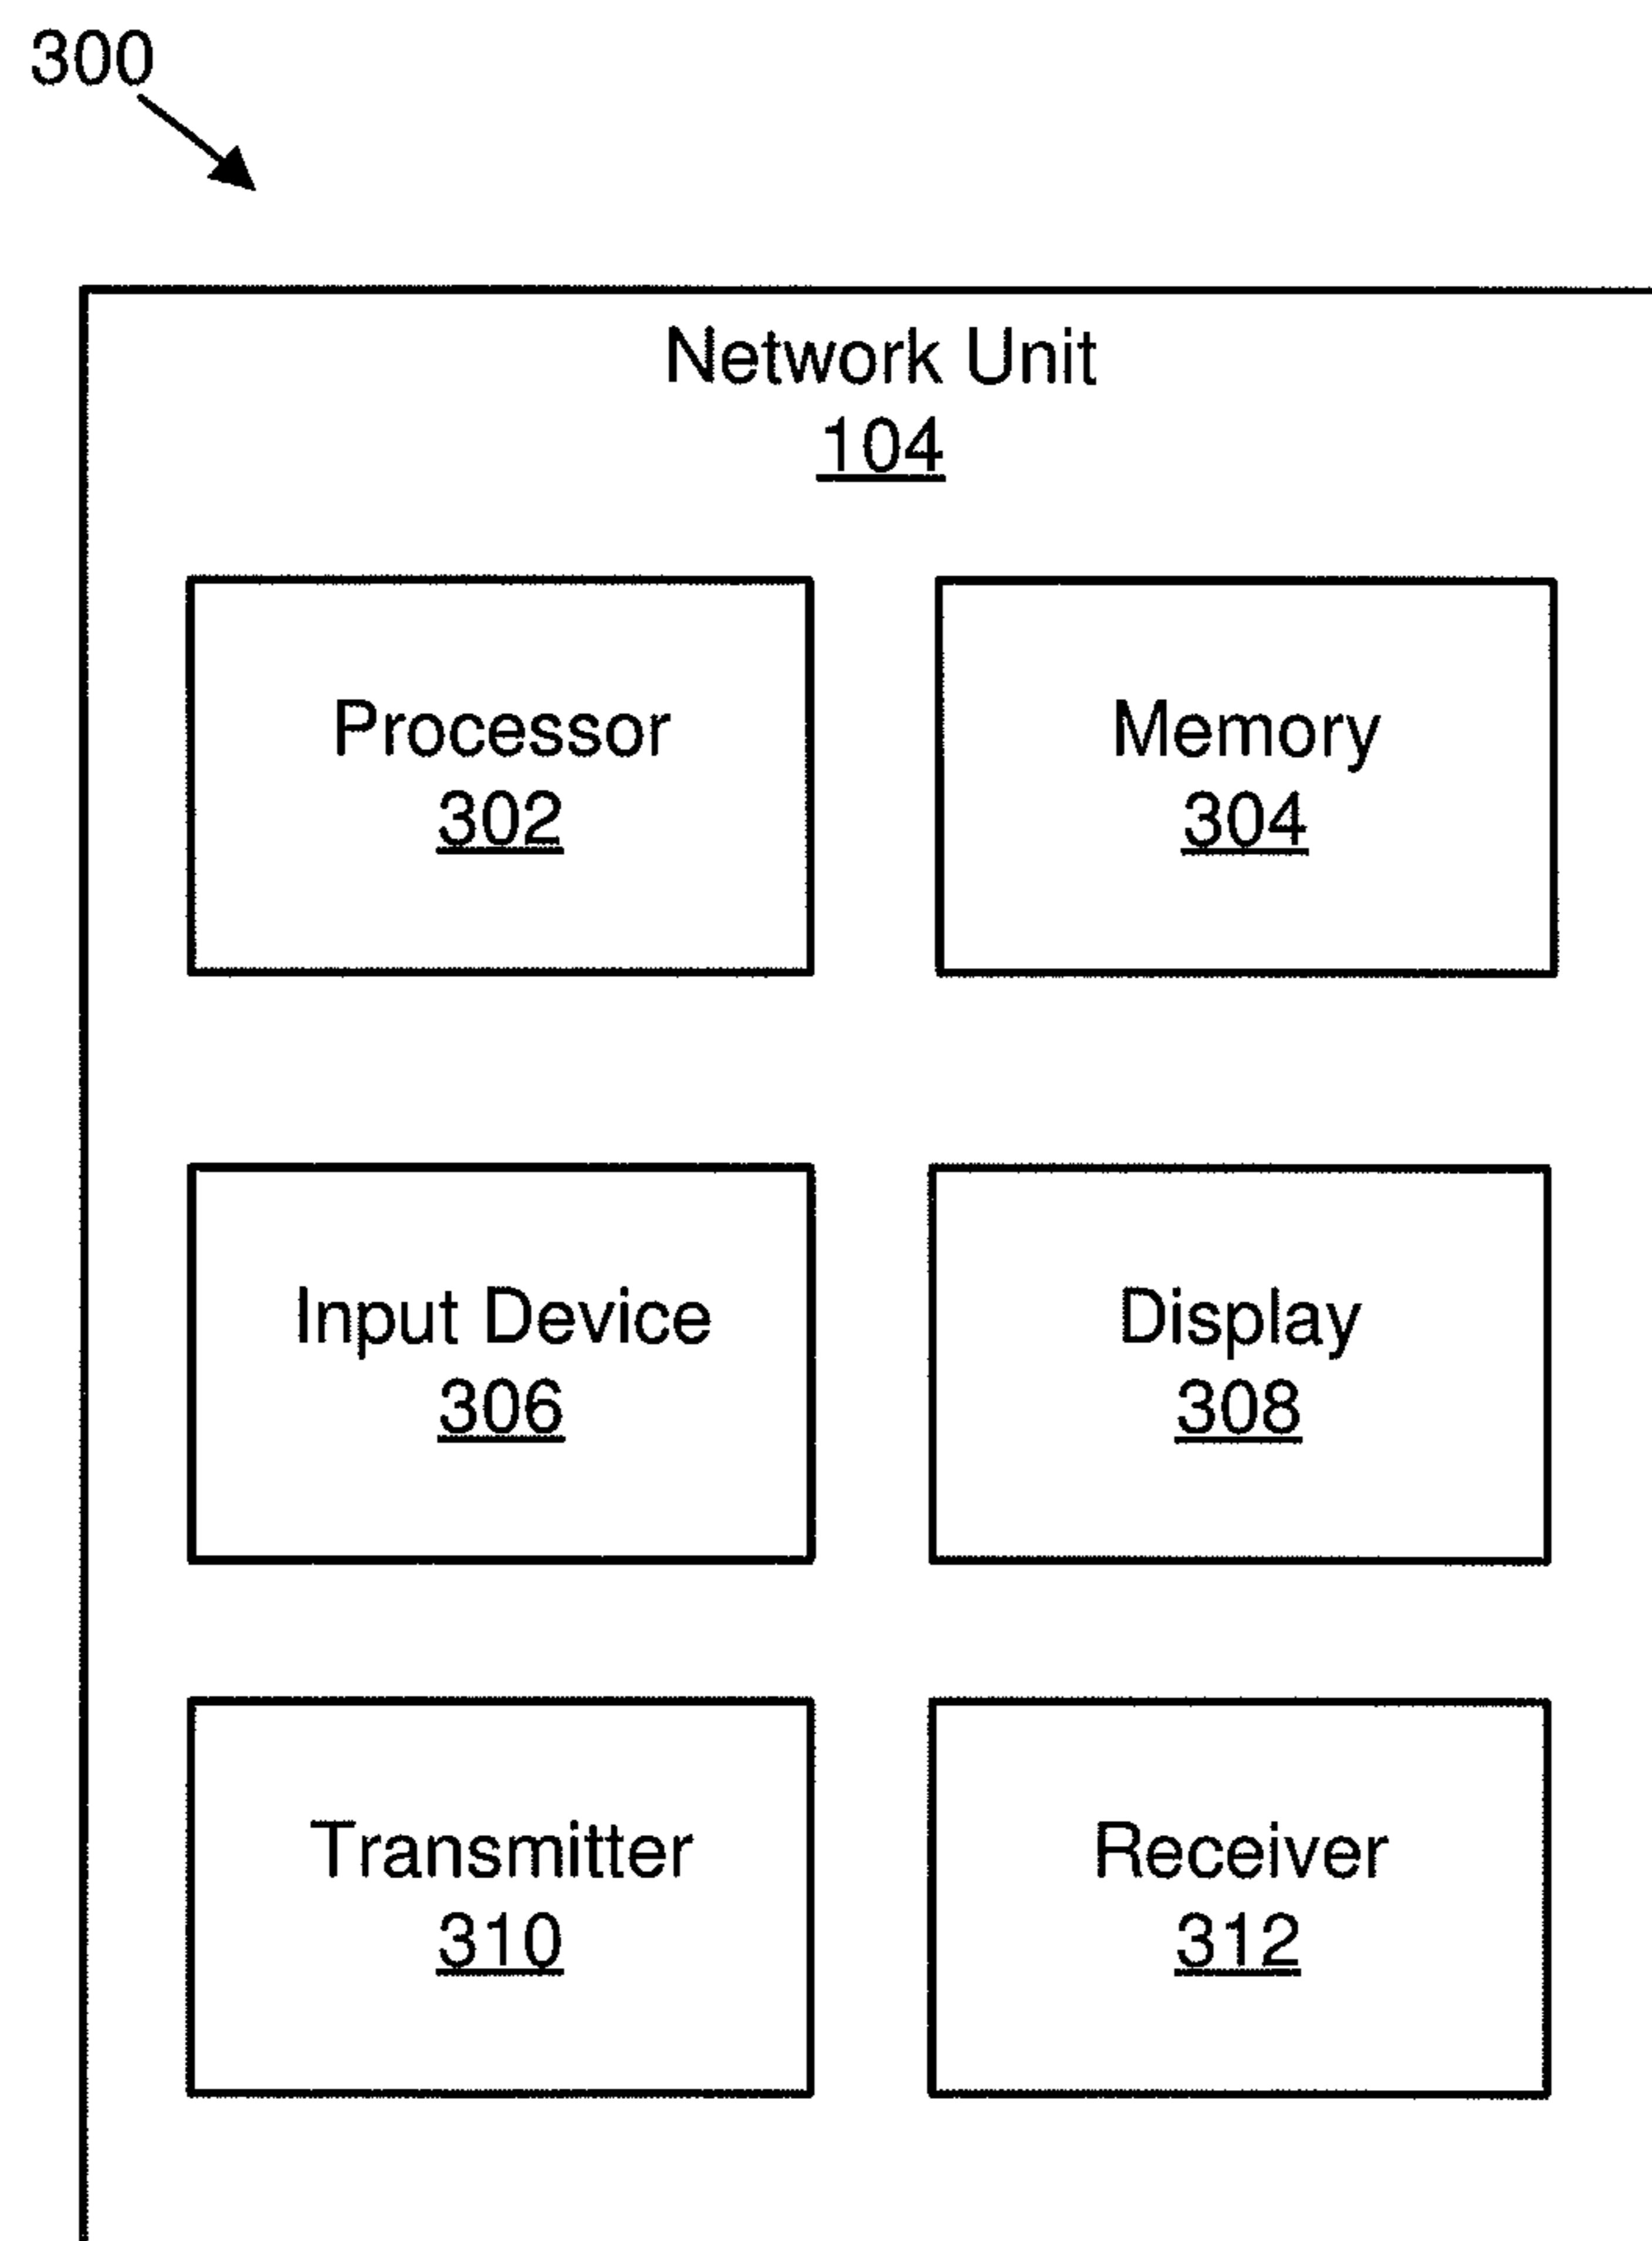 300
Network Unit
104
Processor
302
Memory
304
Input Device
306
Display
308
Transmitter
310
Receiver
312